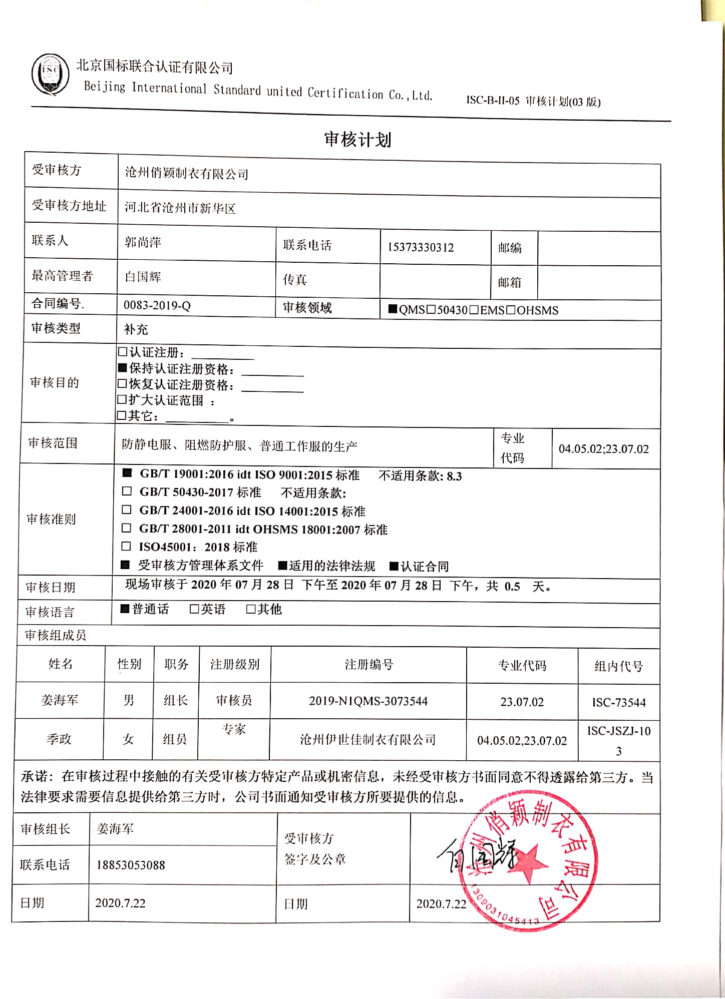 ISC
北京国标联合认证有限公司
Beijing International Standard united Certification Co.,Ltd.
ISC-B-II-05 审核计划(03 版)
审核计划
受审核方 沧州俏颖制衣有限公司
受审核方地址 河北省沧州市新华区
联系人 郭尚萍 联系电话 15373330312 邮编
最高管理者 白国辉 传真 邮箱
合同编号. 0083-2019-Q 审核领域 ■QMS□50430□EMS□OHSMS
审核类型 补充
审核目的
□认证注册：
■保持认证注册资格：
□恢复认证注册资格：
□扩大认证范围 ：
□其它： 。
审核范围 防静电服、阻燃防护服、普通工作服的生产 专业
代码
04.05.02;23.07.02
审核准则
■ GB/T 19001:2016 idt ISO 9001:2015 标准 不适用条款: 8.3
□ GB/T 50430-2017 标准 不适用条款:
□ GB/T 24001-2016 idt ISO 14001:2015 标准
□ GB/T 28001-2011 idt OHSMS 18001:2007 标准
□ ISO45001：2018 标准
■ 受审核方管理体系文件 ■适用的法律法规 ■认证合同
审核日期 现场审核于 2020 年 07 月 28 日 下午至 2020 年 07 月 28 日 下午，共 0.5 天。
审核语言 ■普通话 □英语 □其他
审核组成员
姓名 性别 职务 注册级别 注册编号 专业代码 组内代号
姜海军 男 组长 审核员 2019-N1QMS-3073544 23.07.02 ISC-73544
季政 女 组员 专家 沧州伊世佳制衣有限公司 04.05.02,23.07.02 ISC-JSZJ-10
3
承诺：在审核过程中接触的有关受审核方特定产品或机密信息，未经受审核方书面同意不得透露给第三方。当
法律要求需要信息提供给第三方时，公司书面通知受审核方所要提供的信息。
审核组长 姜海军
受审核方
签字及公章
白国辉
沧州俏颖制衣有限公司
1309031045413
联系电话 18853053088
日期 2020.7.22 日期 2020.7.22